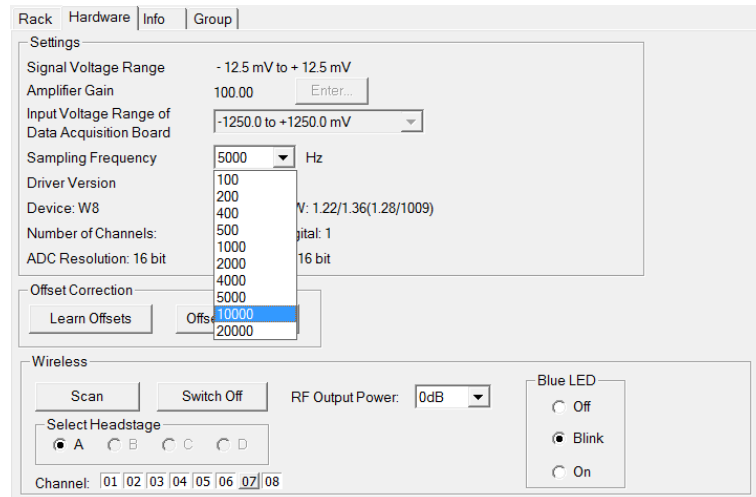 Rack Hardware Info Group
Settings
Signal Voltage Range - 12.5 mV to + 12.5 mV
Amplifier Gain 100.00 Enter...
Input Voltage Range of
Data Acquisition Board -1250.0 to +1250.0 mV
Sampling Frequency 5000 Hz
Driver Version 100
200
Device: W8 400 1.22/1.36(1.28/1009)
500
Number of Channels: 1000 : 1
ADC Resolution: 16 bit 2000 16 bit
4000
5000
Offset Correction 10000
Learn Offsets 20000
Wireless
Scan Switch Off RF Output Power: 0dB
Select Headstage
A B C D
Channel: 01 02 03 04 05 06 07 08
Blue LED
Off
Blink
On